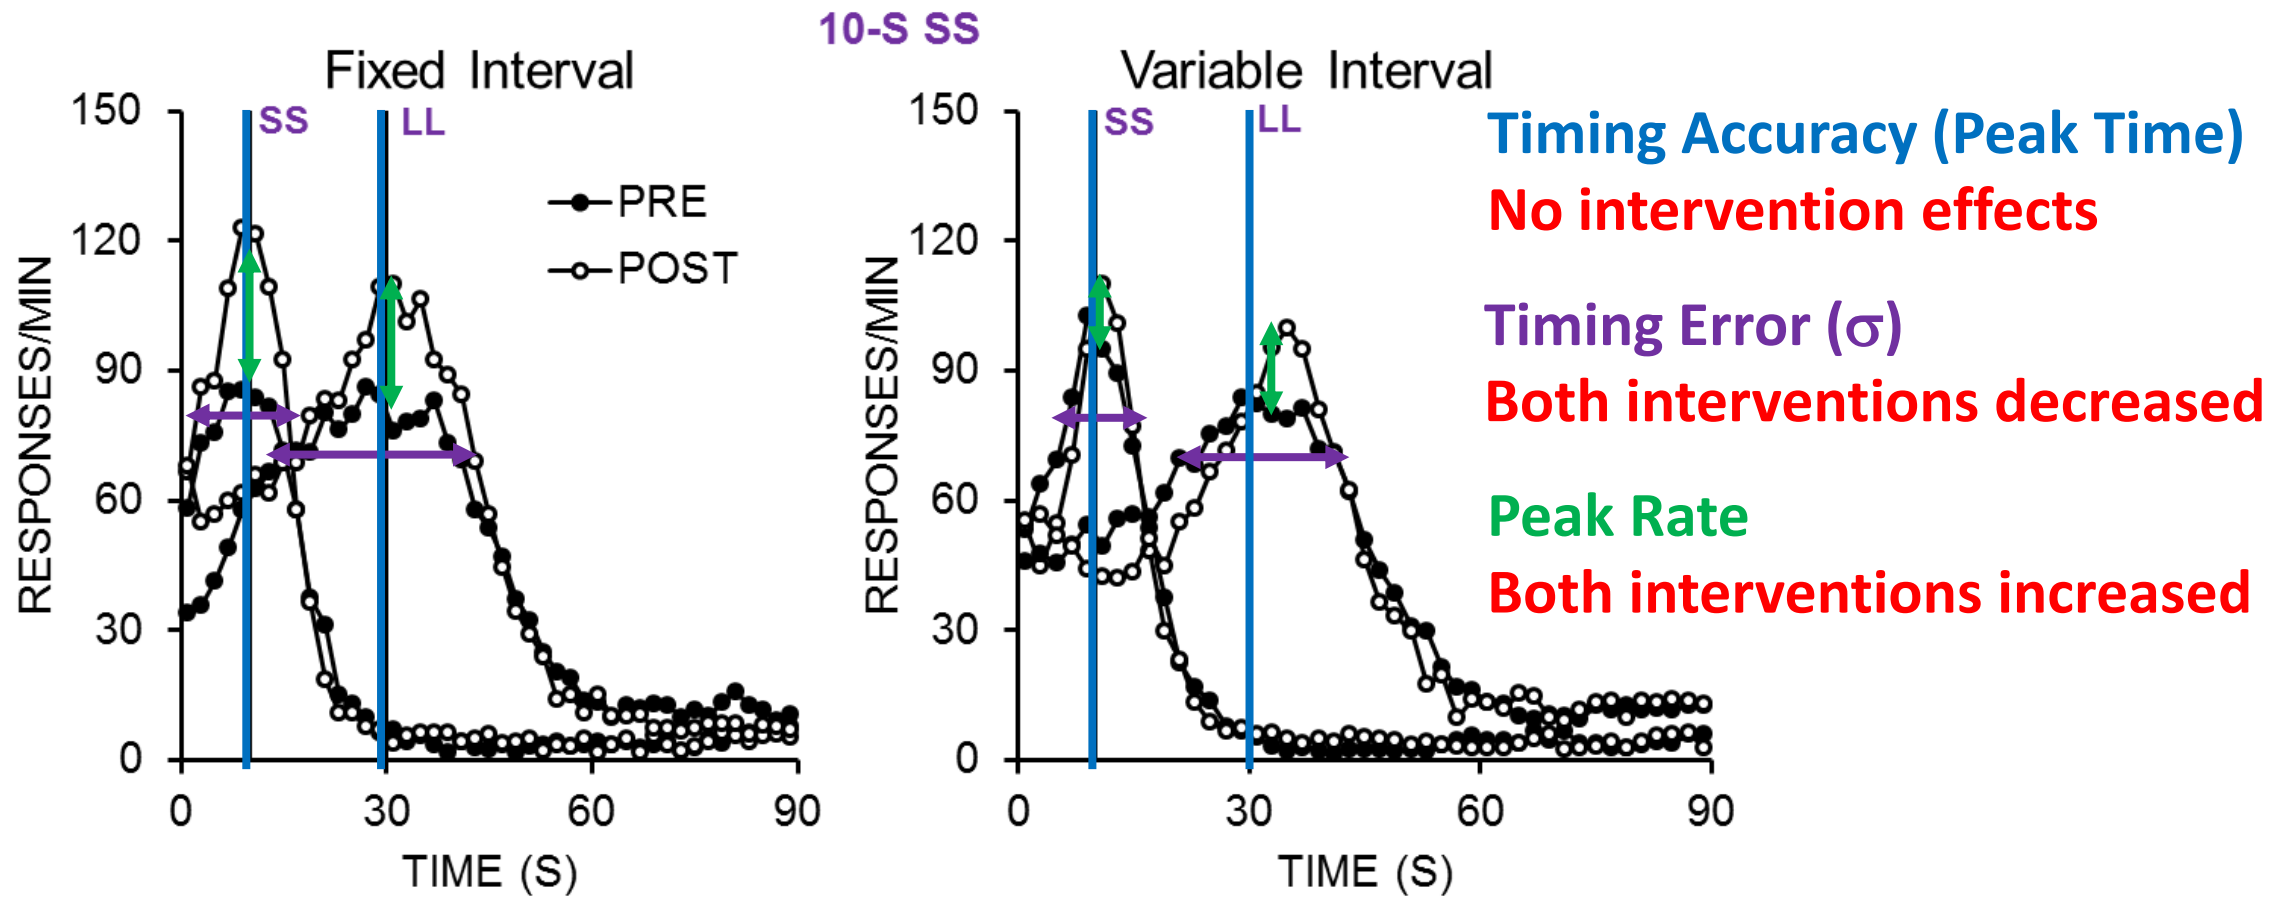 10-S SS
Fixed Interval
Variable Interval
150
120
90
60
30
0
RESPONSES/MIN
SS
LL
PRE
POST
0 30 60 90
TIME (S)
150
120
90
60
30
0
RESPONSES/MIN
SS
LL
0 30 60 90
TIME (S)
Timing Accuracy (Peak Time)
No intervention effects
Timing Error (σ)
Both interventions decreased
Peak Rate
Both interventions increased